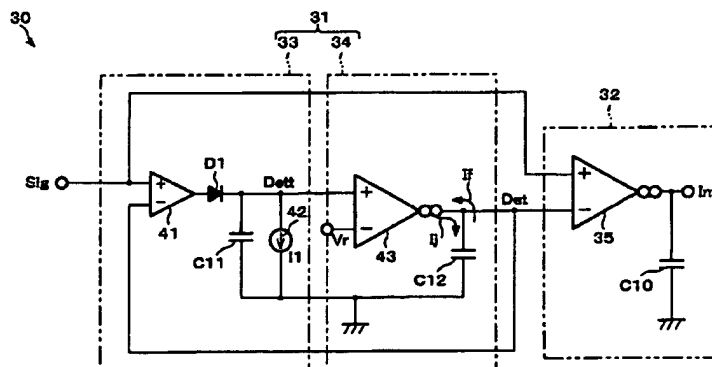 30
31
33
34
32
Sig
D1
Dett
If
Det
+
−
41
42
I1
C11
+
−
Vr
43
Ij
C12
+
−
35
C10